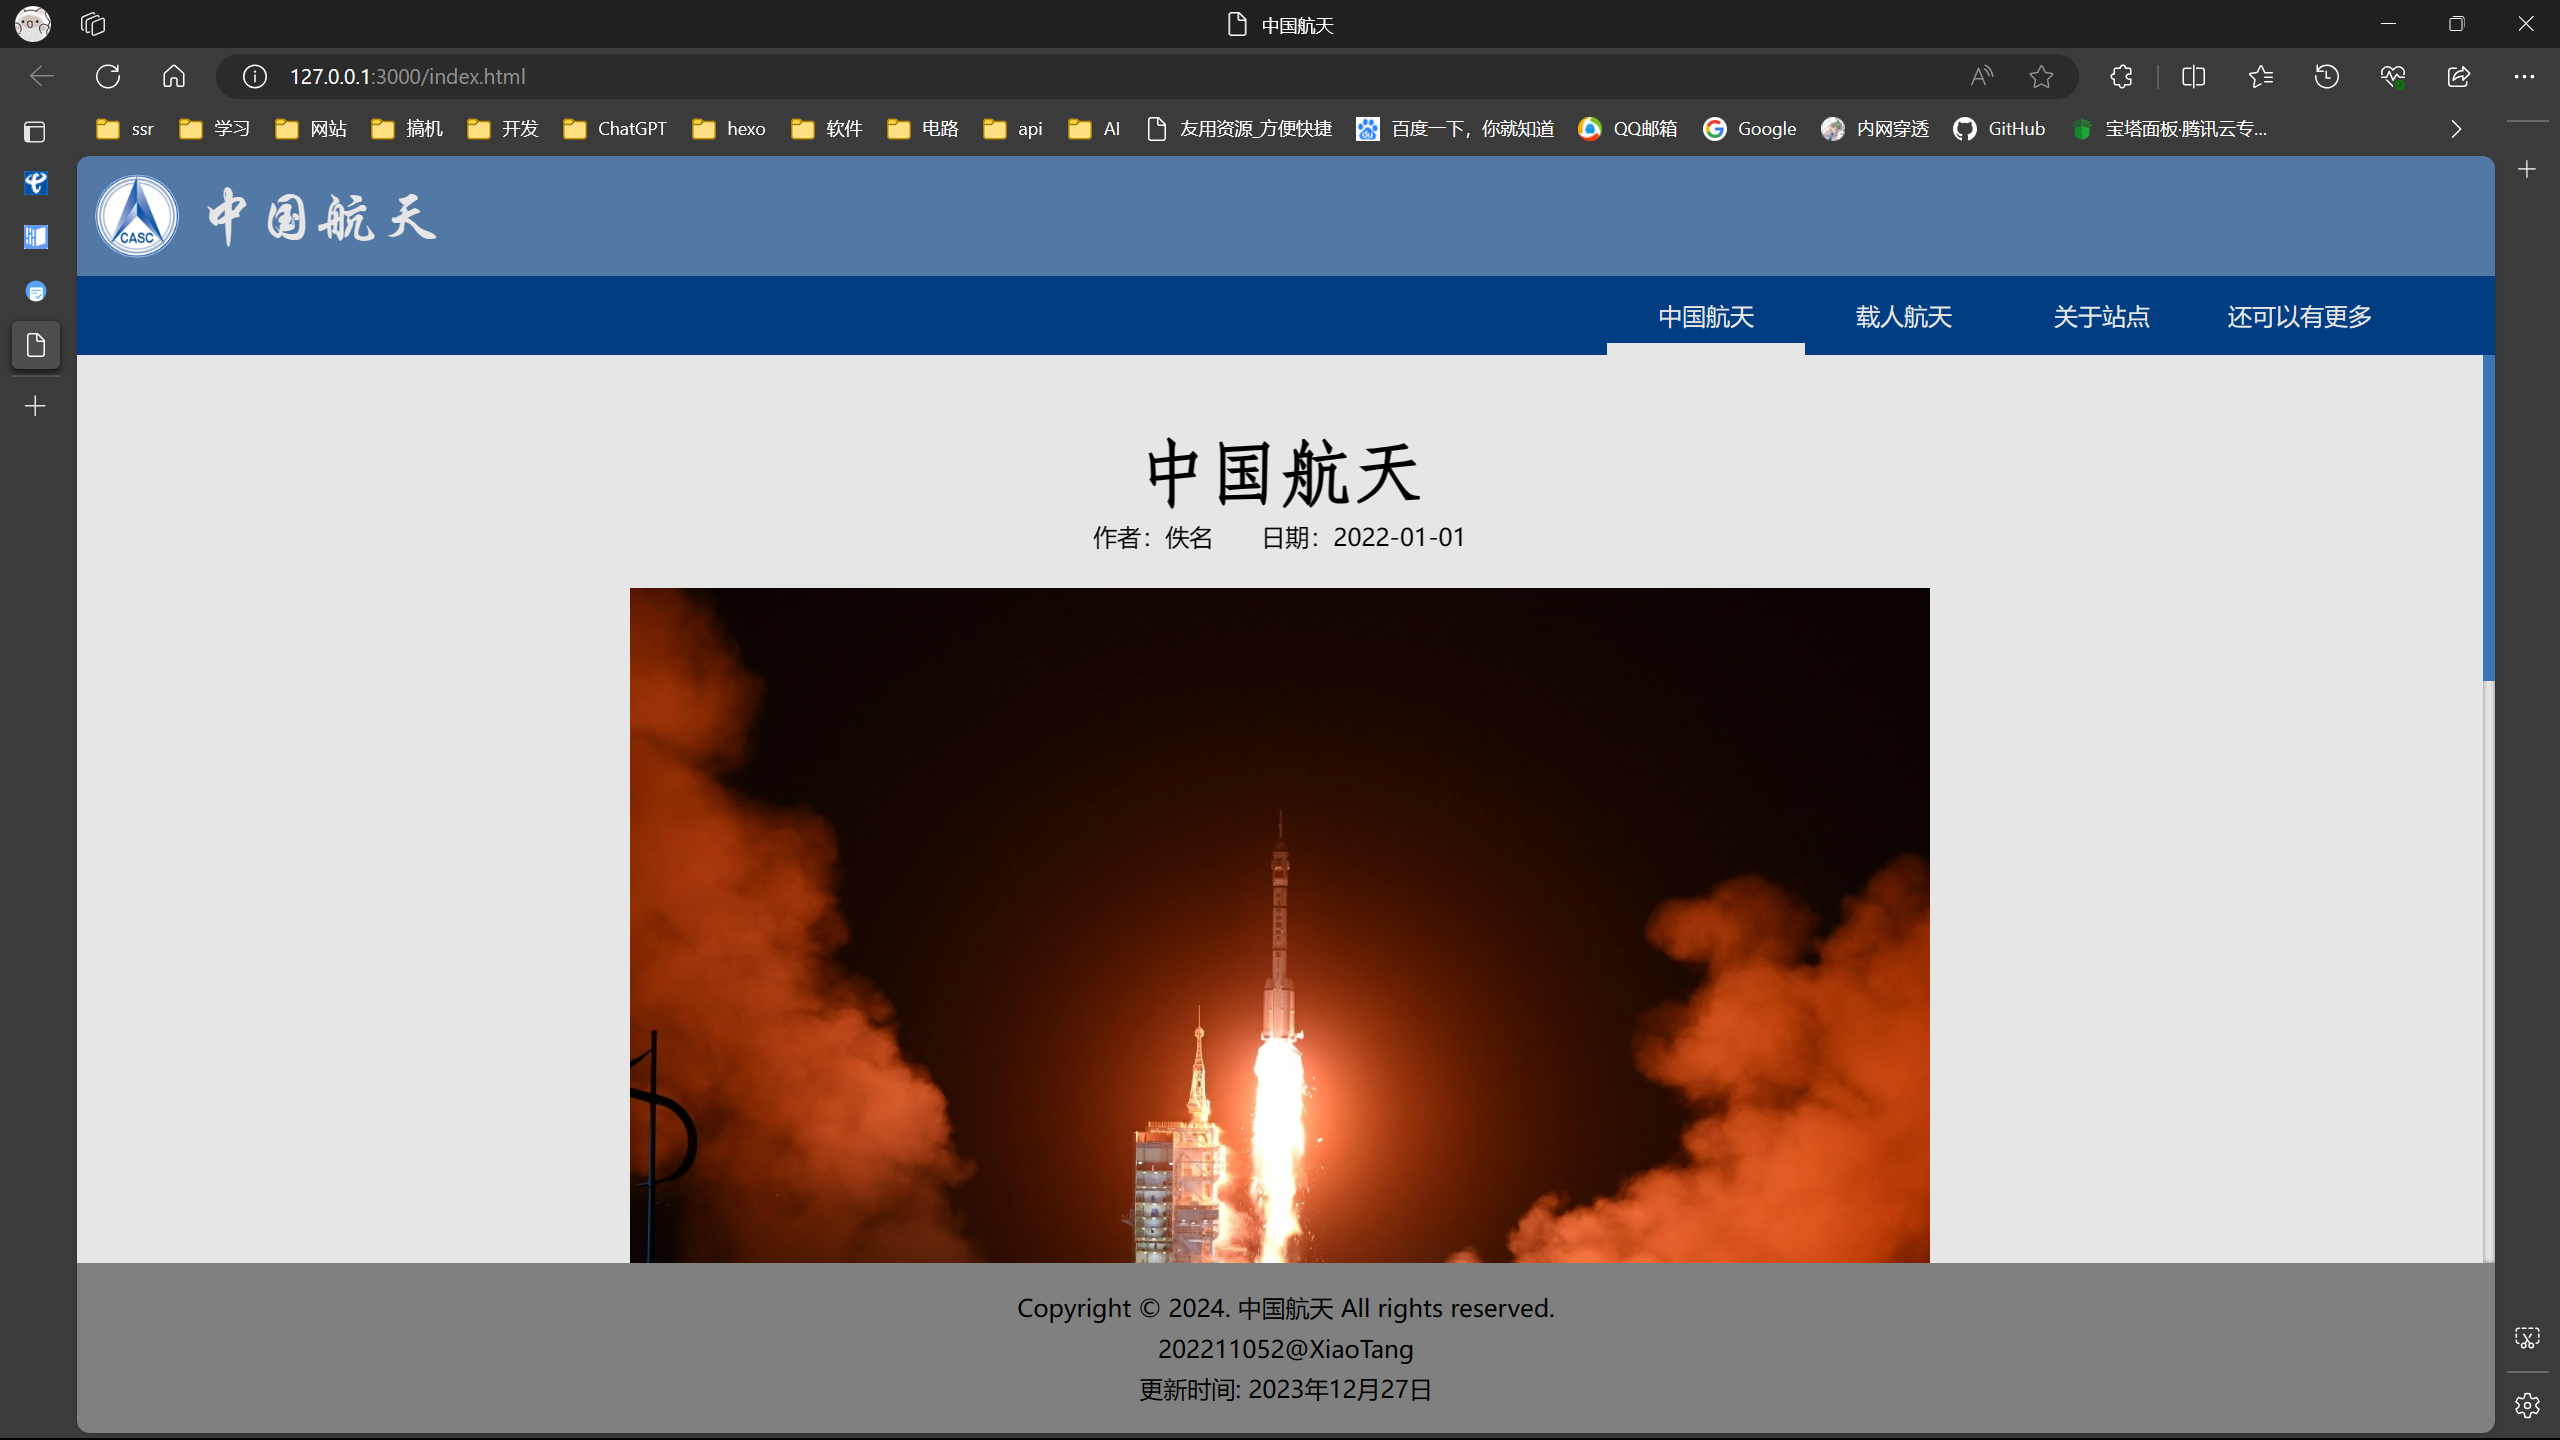 中国航天
127.0.0.1:3000/index.html
ssr 学习 网站 搞机 开发 ChatGPT hexo 软件 电路 api AI 友用资源_方便快捷 百度一下，你就知道 QQ邮箱 Google 内网穿透 GitHub 宝塔面板·腾讯云专...
CASC 中国航天
中国航天 载人航天 关于站点 还可以有更多
中国航天
作者：佚名 日期：2022-01-01
Copyright © 2024. 中国航天 All rights reserved.
202211052@XiaoTang
更新时间: 2023年12月27日